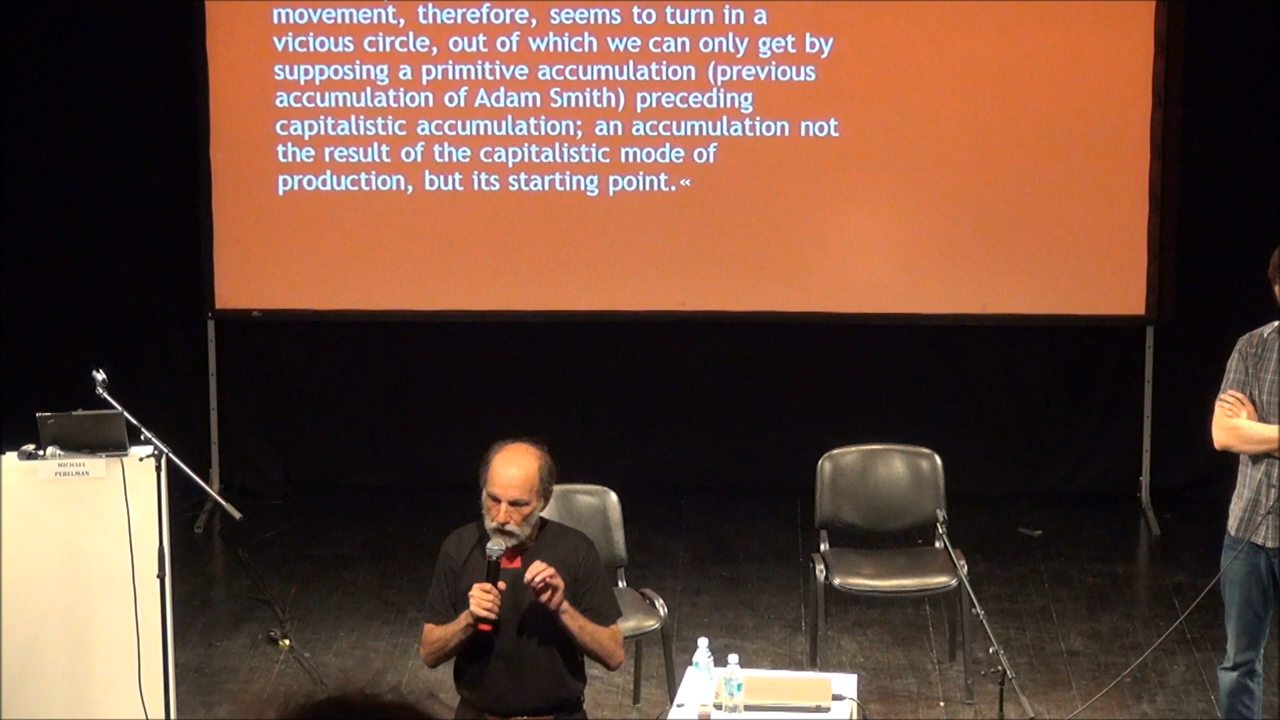 movement, therefore, seems to turn in a
vicious circle, out of which we can only get by
supposing a primitive accumulation (previous
accumulation of Adam Smith) preceding
capitalistic accumulation; an accumulation not
the result of the capitalistic mode of
production, but its starting point.«
MICHAEL
PERELMAN